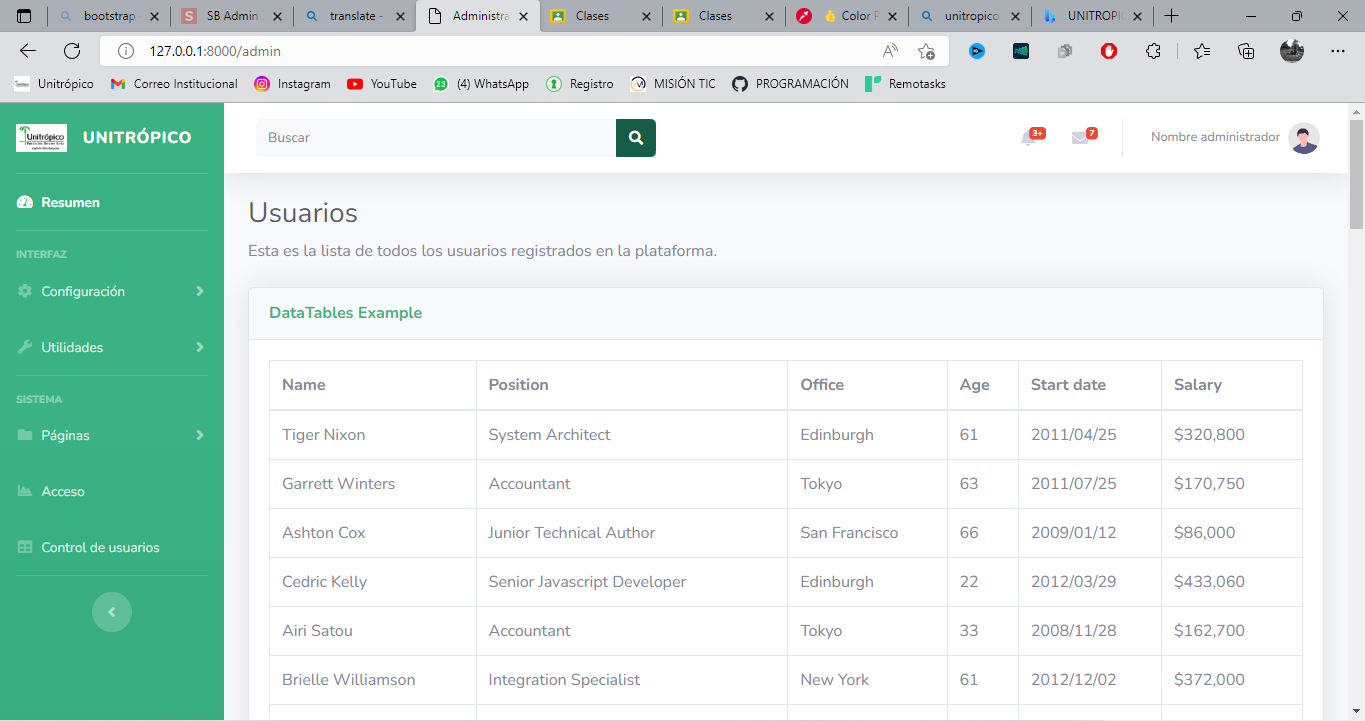 bootstrap
SB Admin
translate -
Administra
Clases
Clases
Color P
unitropico
UNITROPI
127.0.0.1:8000/admin
Unitrópico
Correo Institucional
Instagram
YouTube
23 (4) WhatsApp
Registro
MISIÓN TIC
PROGRAMACIÓN
Remotasks
Unitrópico
UNITRÓPICO
Buscar
3+
7
Nombre administrador
Resumen
INTERFAZ
Configuración
Utilidades
SISTEMA
Páginas
Acceso
Control de usuarios
Usuarios
Esta es la lista de todos los usuarios registrados en la plataforma.
DataTables Example
Name Position Office Age Start date Salary
Tiger Nixon System Architect Edinburgh 61 2011/04/25 $320,800
Garrett Winters Accountant Tokyo 63 2011/07/25 $170,750
Ashton Cox Junior Technical Author San Francisco 66 2009/01/12 $86,000
Cedric Kelly Senior Javascript Developer Edinburgh 22 2012/03/29 $433,060
Airi Satou Accountant Tokyo 33 2008/11/28 $162,700
Brielle Williamson Integration Specialist New York 61 2012/12/02 $372,000